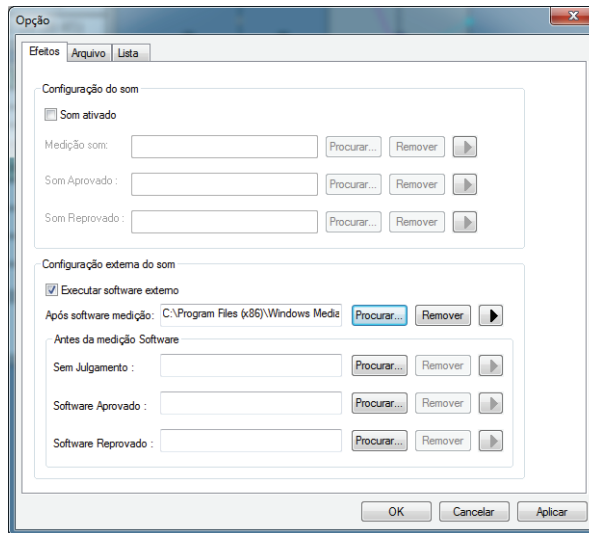 Opção
Efeitos Arquivo Lista
Configuração do som
Som ativado
Medição som: Procurar... Remover
Som Aprovado : Procurar... Remover
Som Reprovado : Procurar... Remover
Configuração externa do som
Executar software externo
Após software medição: C:\Program Files (x86)\Windows Media Procurar... Remover
Antes da medição Software
Sem Julgamento : Procurar... Remover
Software Aprovado : Procurar... Remover
Software Reprovado : Procurar... Remover
OK Cancelar Aplicar